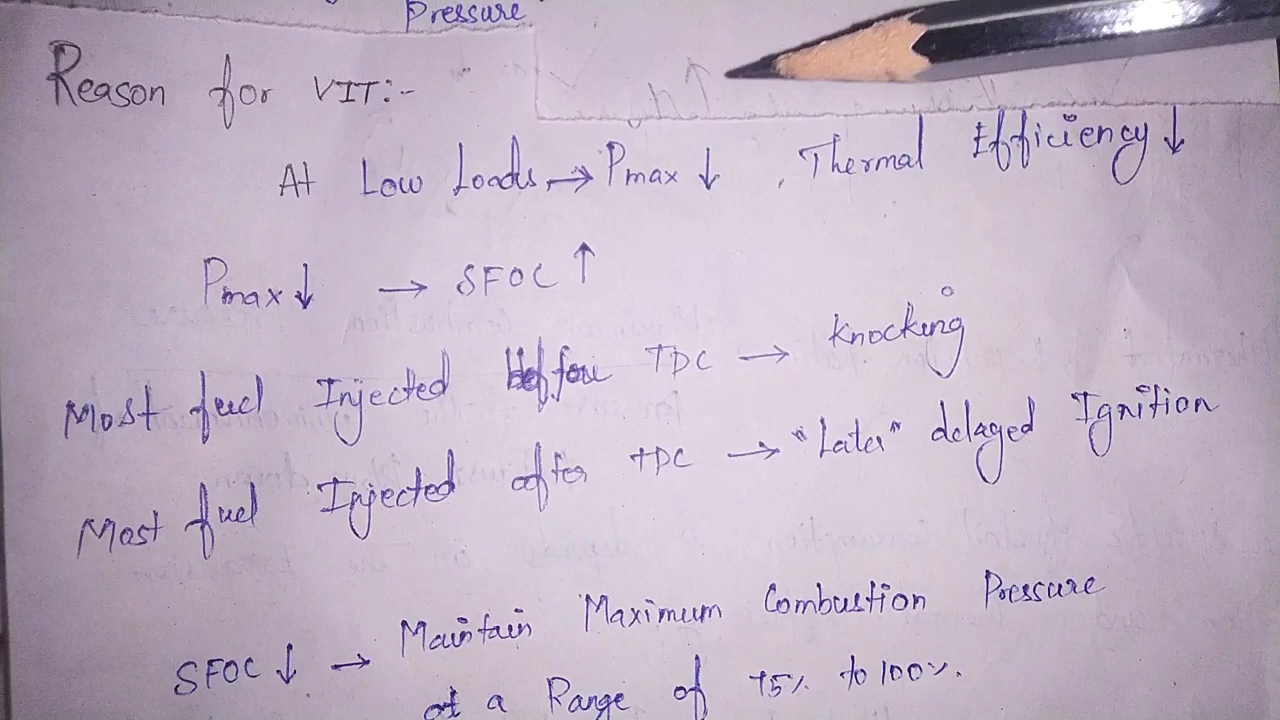 Pressure
Reason for VIT:-
At Low Loads, → Pmax ↓ , Thermal Efficiency ↓
Pmax ↓ → SFOC ↑
Most fuel Injected before TDC → knocking
Most fuel Injected after TDC → "Later" delayed Ignition
SFOC ↓ → Maintain Maximum Combustion Pressure
at a Range of 75% to 100%.